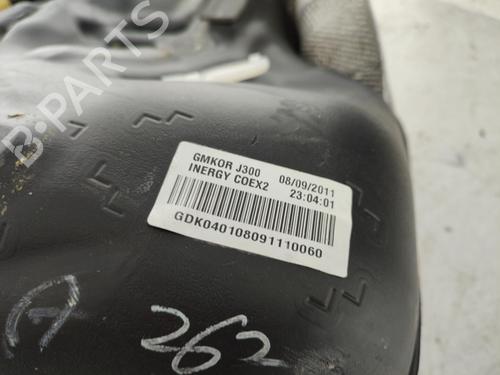 B-Parts
GMKOR J300 08/09/2011
INERGY COEX2 23:04:01
GDK040108091110060
A
262